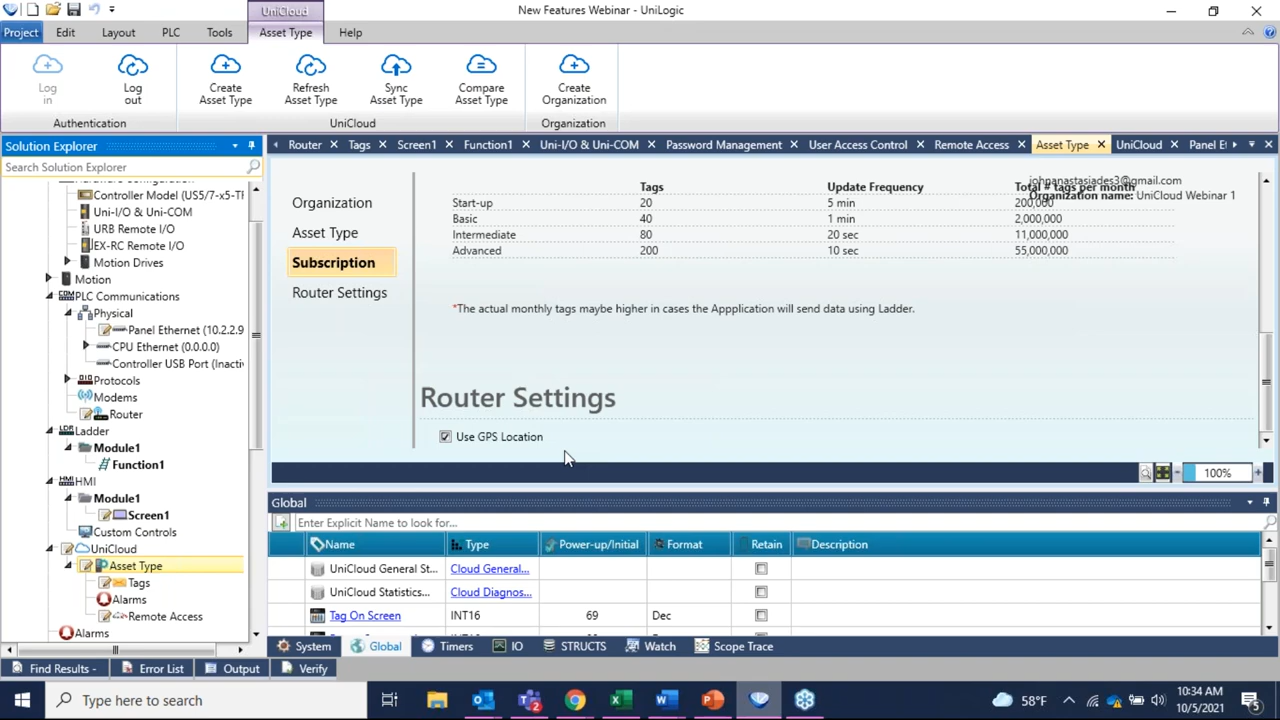 New Features Webinar - UniLogic
UniCloud
Project Edit Layout PLC Tools Asset Type Help
Log in
Log out
Create Asset Type
Refresh Asset Type
Sync Asset Type
Compare Asset Type
Create Organization
Authentication
UniCloud
Organization
Solution Explorer
Search Solution Explorer
Controller Model (US5/7-x5-TF
Uni-I/O & Uni-COM
URB Remote I/O
EX-RC Remote I/O
Motion Drives
Motion
PLC Communications
Physical
Panel Ethernet (10.2.2.9
CPU Ethernet (0.0.0.0)
Controller USB Port (Inactiv
Protocols
Modems
Router
Ladder
Module1
Function1
HMI
Module1
Screen1
Custom Controls
UniCloud
Asset Type
Tags
Alarms
Remote Access
Alarms
Router Tags Screen1 Function1 Uni-I/O & Uni-COM Password Management User Access Control Remote Access Asset Type UniCloud Panel Et
johnanastasiades3@gmail.com
Organization name: UniCloud Webinar 1
Organization
Asset Type
Subscription
Router Settings
Tags Update Frequency Total # tags per month
Start-up 20 5 min 200,000
Basic 40 1 min 2,000,000
Intermediate 80 20 sec 11,000,000
Advanced 200 10 sec 55,000,000
*The actual monthly tags maybe higher in cases the Appplication will send data using Ladder.
Router Settings
Use GPS Location
100%
Global
Enter Explicit Name to look for...
Name Type Power-up/Initial Format Retain Description
UniCloud General St... Cloud General...
UniCloud Statistics... Cloud Diagnos...
Tag On Screen INT16 69 Dec
System Global Timers IO STRUCTS Watch Scope Trace
Find Results - Error List Output Verify
Type here to search
58°F
10:34 AM
10/5/2021
5